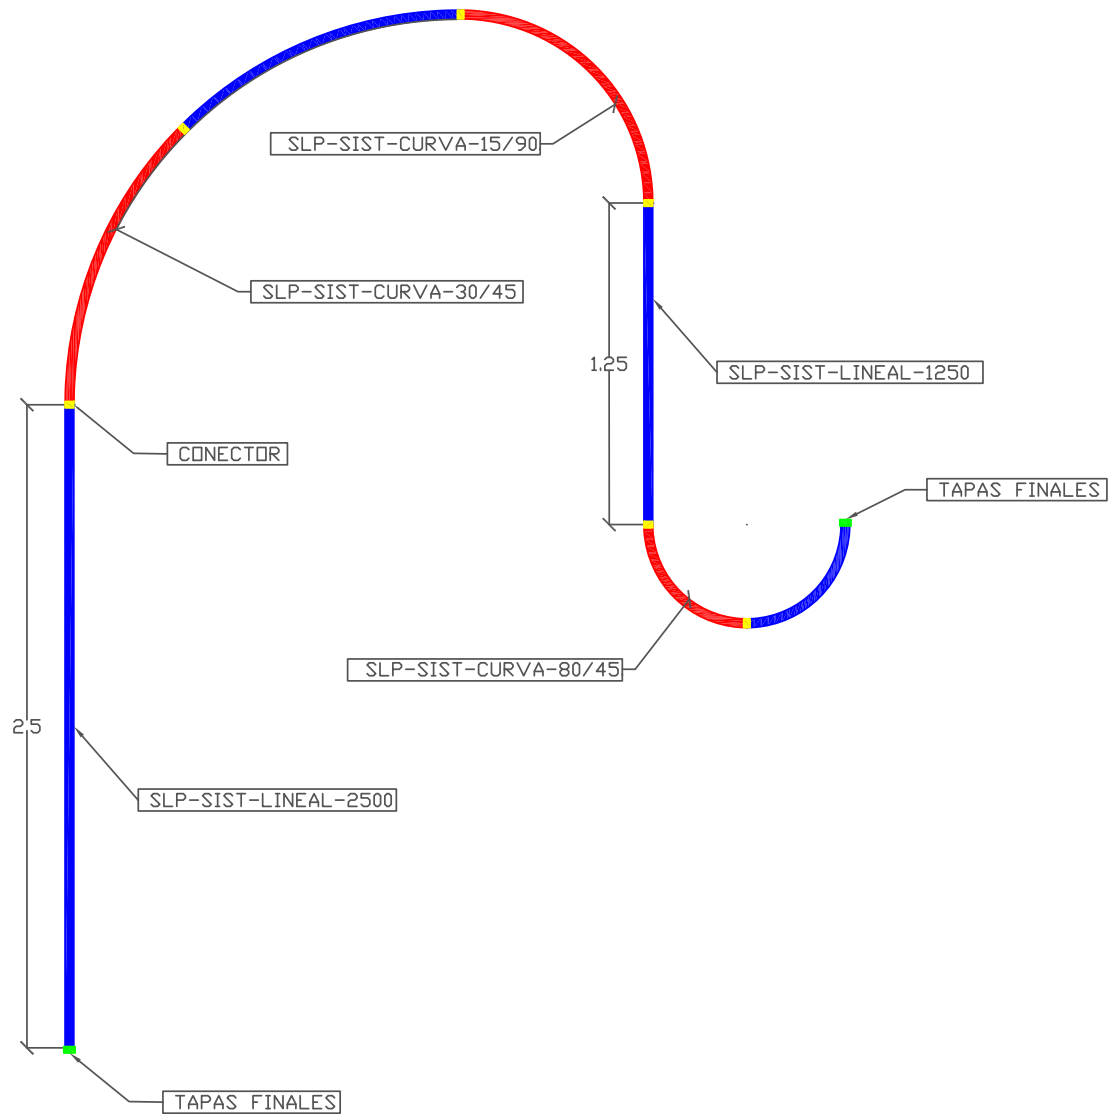 SLP-SIST-CURVA-15/90
SLP-SIST-CURVA-30/45
1.25
SLP-SIST-LINEAL-1250
CONECTOR
TAPAS FINALES
SLP-SIST-CURVA-80/45
2.5
SLP-SIST-LINEAL-2500
TAPAS FINALES